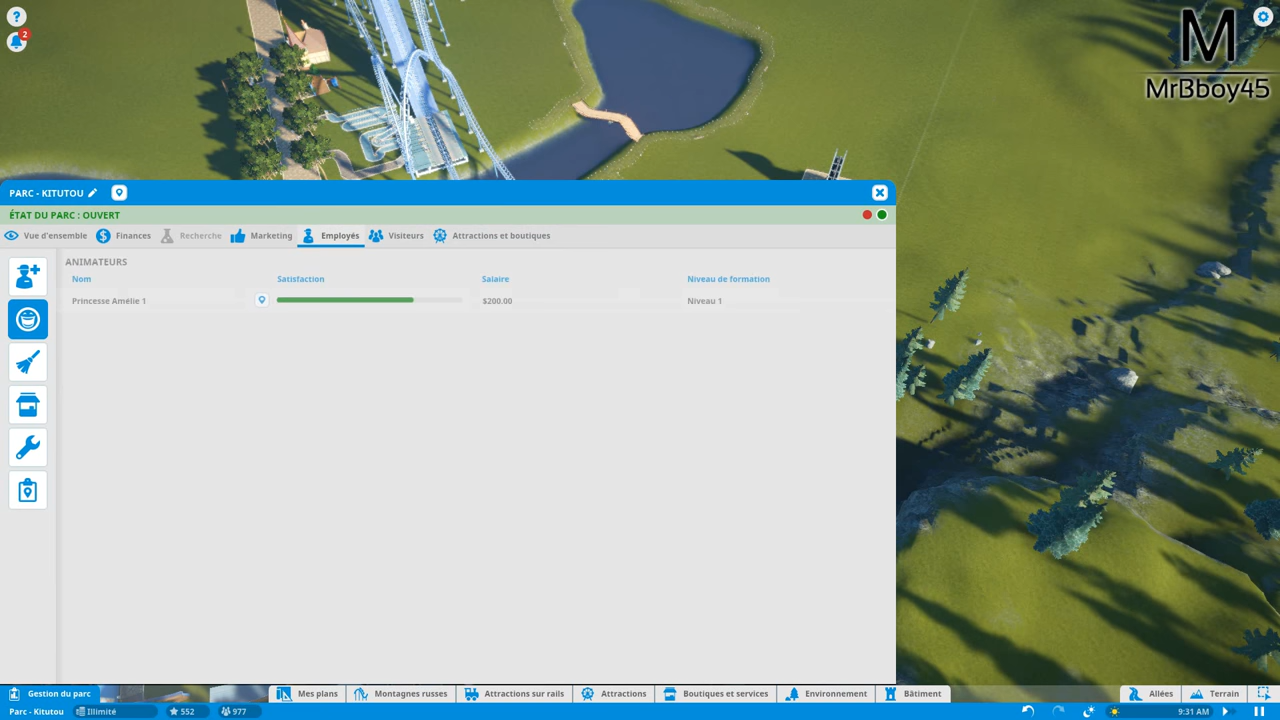 ?
2
M
MrBboy45
PARC - KITUTOU
ÉTAT DU PARC : OUVERT
Vue d'ensemble
Finances
Recherche
Marketing
Employés
Visiteurs
Attractions et boutiques
ANIMATEURS
Nom
Satisfaction
Salaire
Niveau de formation
Princesse Amélie 1
$200.00
Niveau 1
Gestion du parc
Mes plans
Montagnes russes
Attractions sur rails
Attractions
Boutiques et services
Environnement
Bâtiment
Allées
Terrain
Parc - Kitutou
Illimité
552
977
9:31 AM